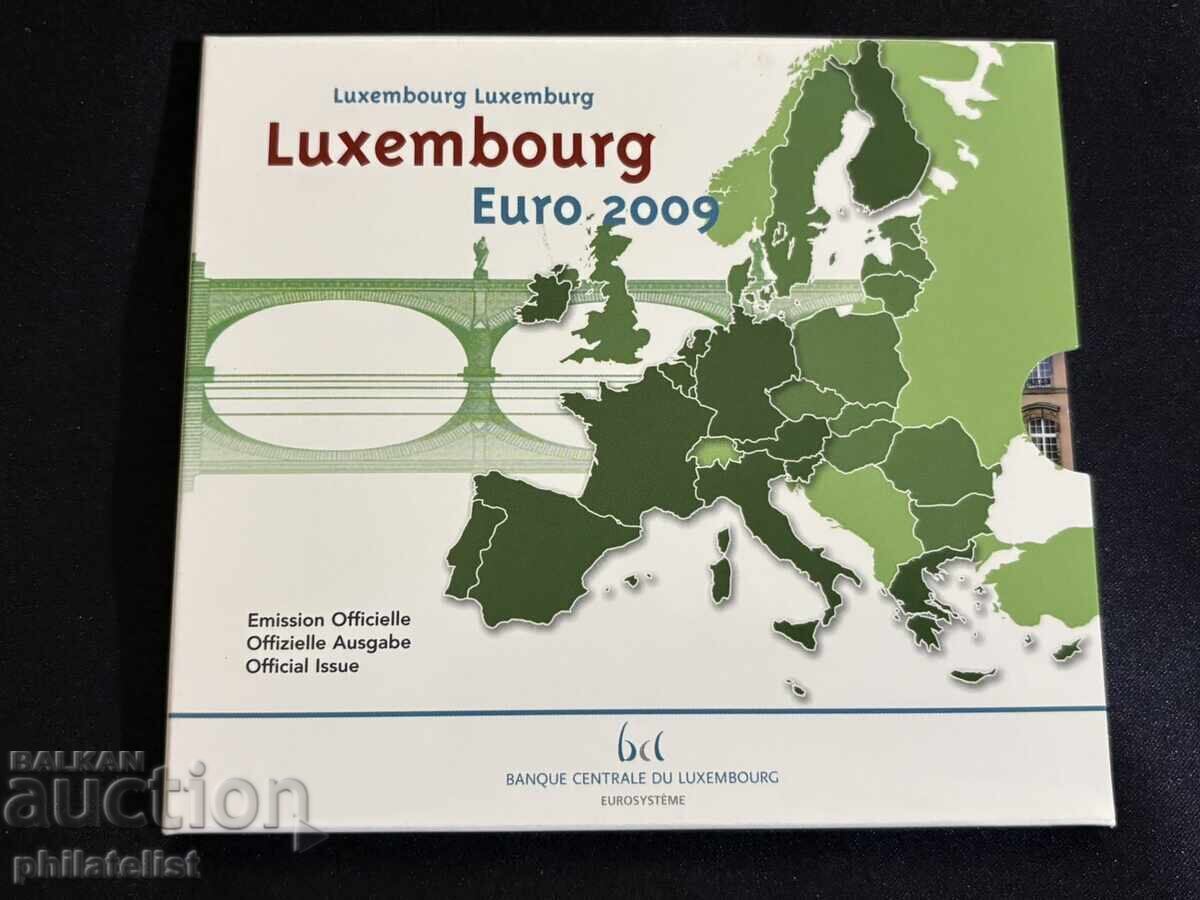 Luxembourg Luxemburg
Luxembourg
Euro 2009
Emission Officielle
Offizielle Ausgabe
Official Issue
bcl
BANQUE CENTRALE DU LUXEMBOURG
EUROSYSTÈME
BALKAN
auction
philatelist